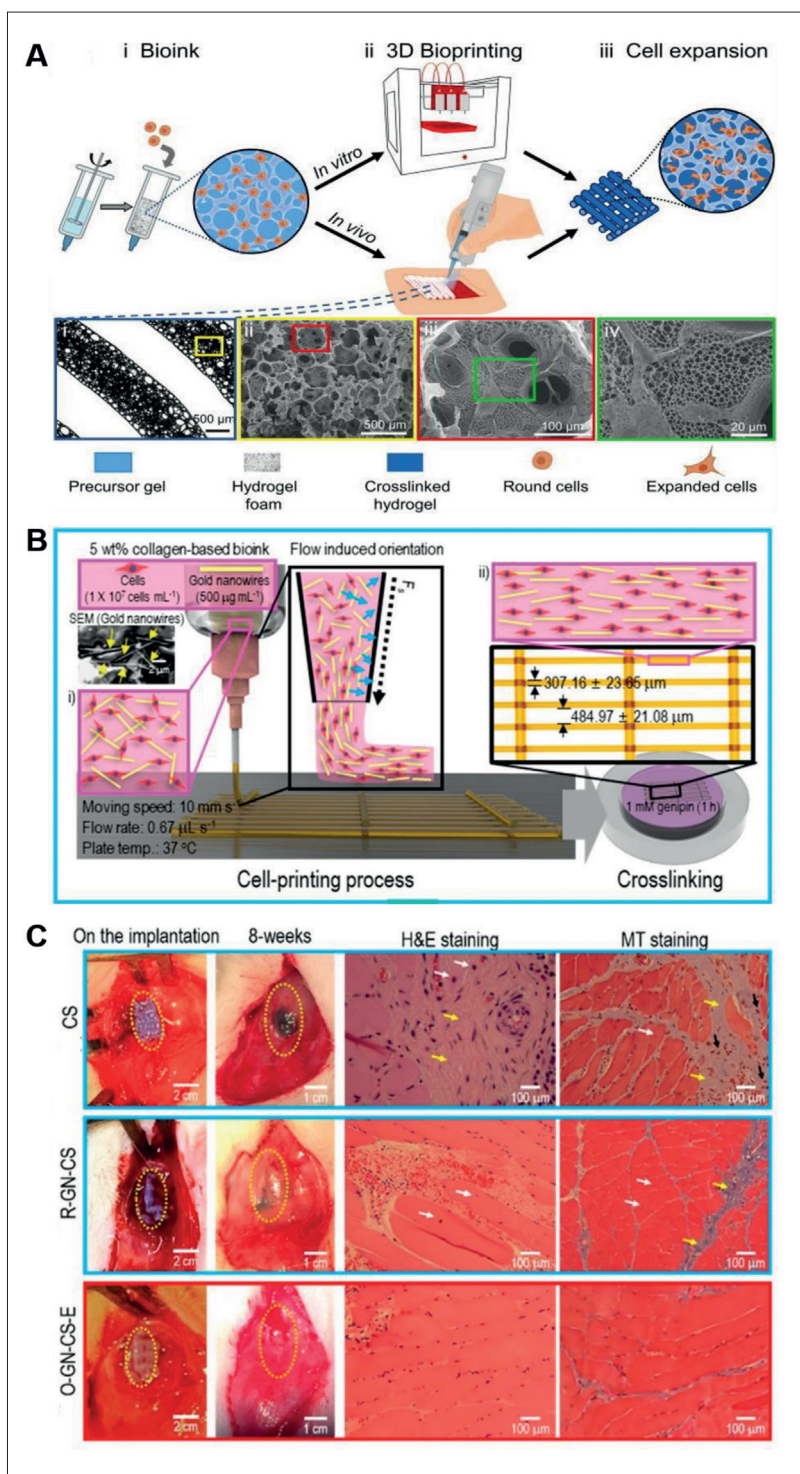 A
i Bioink
ii 3D Bioprinting
iii Cell expansion
In vitro
In vivo
i
500 µm
ii
500 µm
iii
100 µm
iv
20 µm
Precursor gel
Hydrogel foam
Crosslinked hydrogel
Round cells
Expanded cells
B
5 wt% collagen-based bioink
Flow induced orientation
Cells
(1 X 10⁷ cells mL⁻¹)
Gold nanowires
(500 µg mL⁻¹)
SEM (Gold nanowires)
2 µm
i)
Fs
Moving speed: 10 mm s⁻¹
Flow rate: 0.67 µL s⁻¹
Plate temp.: 37 °C
Cell-printing process
ii)
307.16 ± 23.65 µm
484.97 ± 21.08 µm
1 mM genipin (1 h)
Crosslinking
C
On the implantation
8-weeks
H&E staining
MT staining
CS
2 cm
1 cm
100 µm
100 µm
R-GN-CS
2 cm
1 cm
100 µm
100 µm
O-GN-CS-E
2 cm
1 cm
100 µm
100 µm